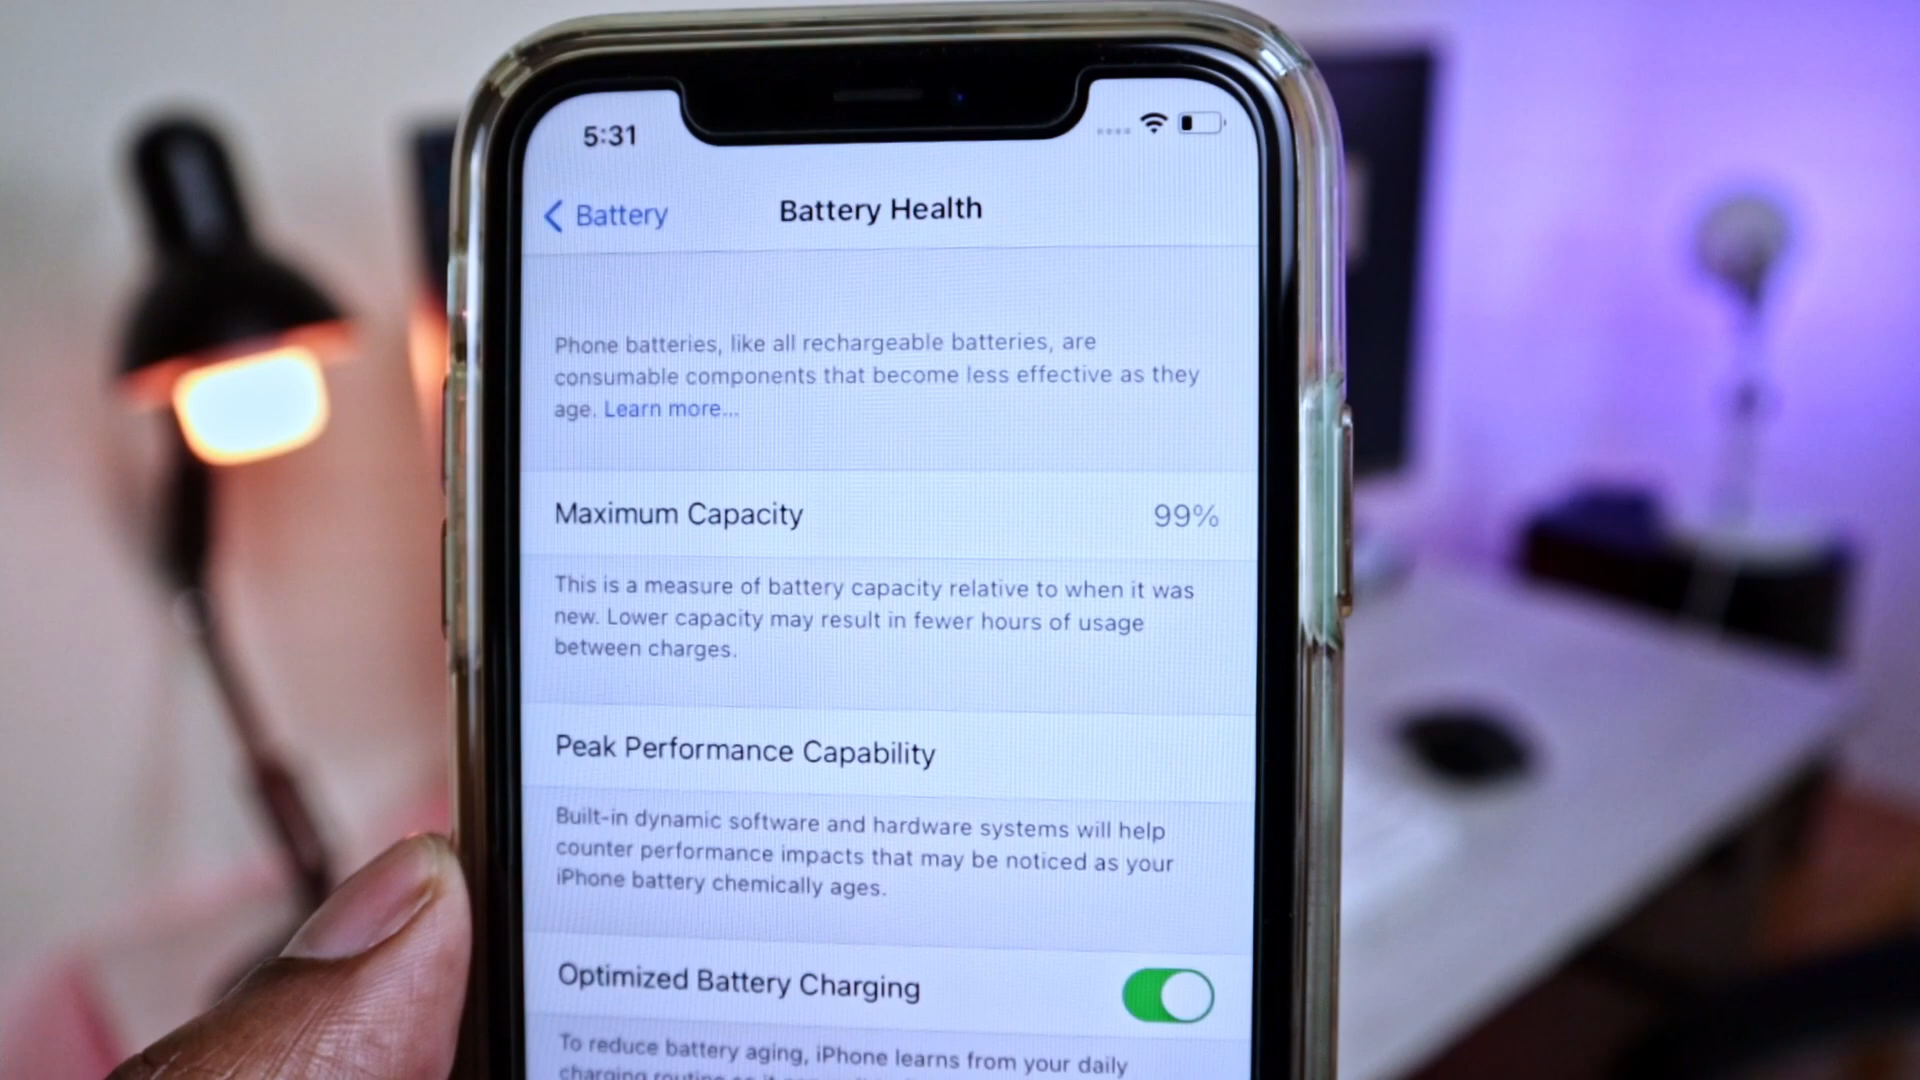 5:31
Battery
Battery Health
Phone batteries, like all rechargeable batteries, are
consumable components that become less effective as they
age. Learn more...
Maximum Capacity 99%
This is a measure of battery capacity relative to when it was
new. Lower capacity may result in fewer hours of usage
between charges.
Peak Performance Capability
Built-in dynamic software and hardware systems will help
counter performance impacts that may be noticed as your
iPhone battery chemically ages.
Optimized Battery Charging
To reduce battery aging, iPhone learns from your daily
charging routine so it